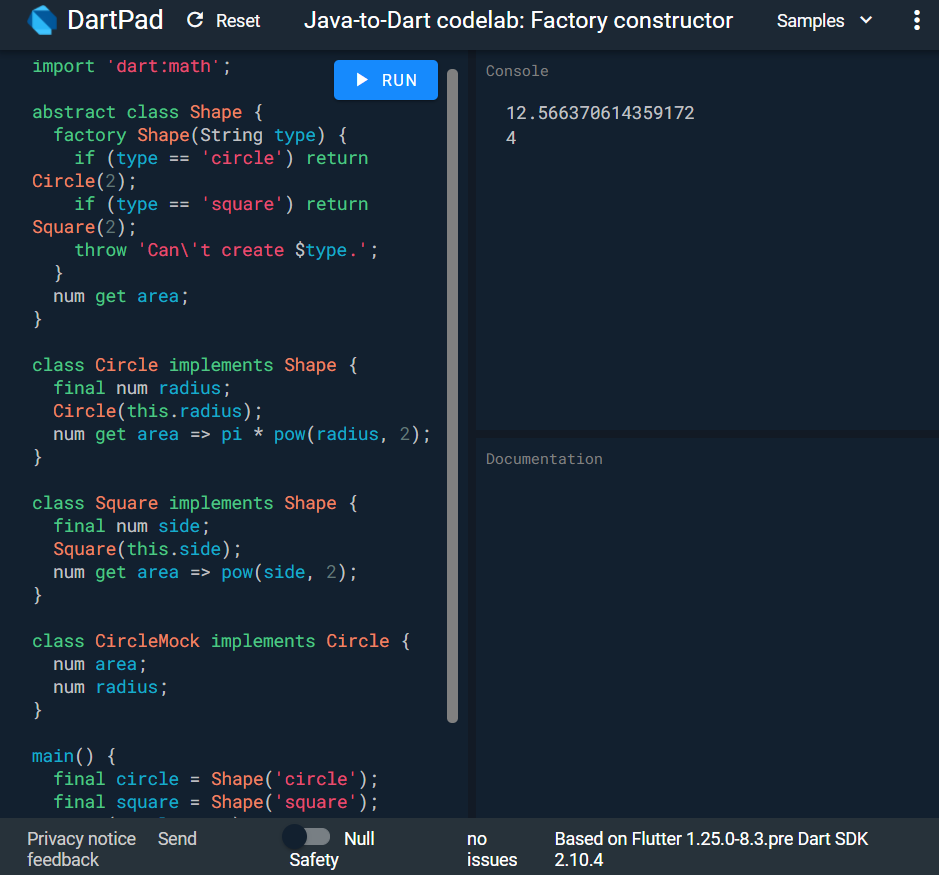 DartPad Reset Java-to-Dart codelab: Factory constructor Samples
import 'dart:math';
RUN
abstract class Shape {
  factory Shape(String type) {
    if (type == 'circle') return
Circle(2);
    if (type == 'square') return
Square(2);
    throw 'Can\'t create $type.';
  }
  num get area;
}
class Circle implements Shape {
  final num radius;
  Circle(this.radius);
  num get area => pi * pow(radius, 2);
}
class Square implements Shape {
  final num side;
  Square(this.side);
  num get area => pow(side, 2);
}
class CircleMock implements Circle {
  num area;
  num radius;
}
main() {
  final circle = Shape('circle');
  final square = Shape('square');
Console
12.566370614359172
4
Documentation
Privacy notice Send
feedback
Null
Safety
no
issues
Based on Flutter 1.25.0-8.3.pre Dart SDK
2.10.4